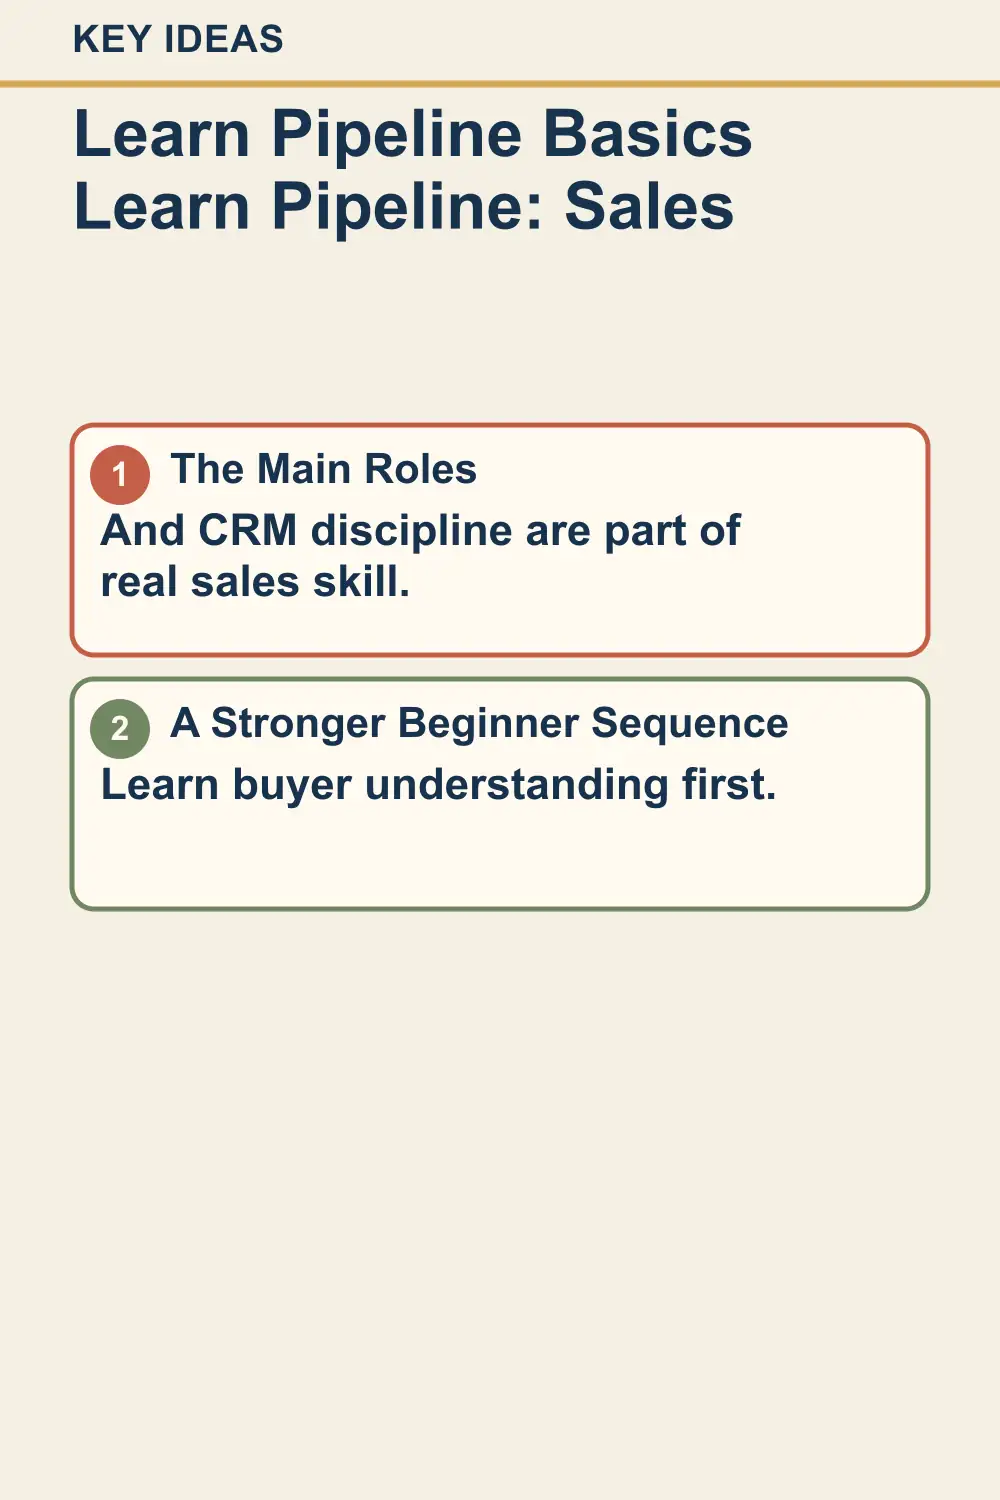 KEY IDEAS
Learn Pipeline Basics
Learn Pipeline: Sales
1 The Main Roles
And CRM discipline are part of
real sales skill.
2 A Stronger Beginner Sequence
Learn buyer understanding first.